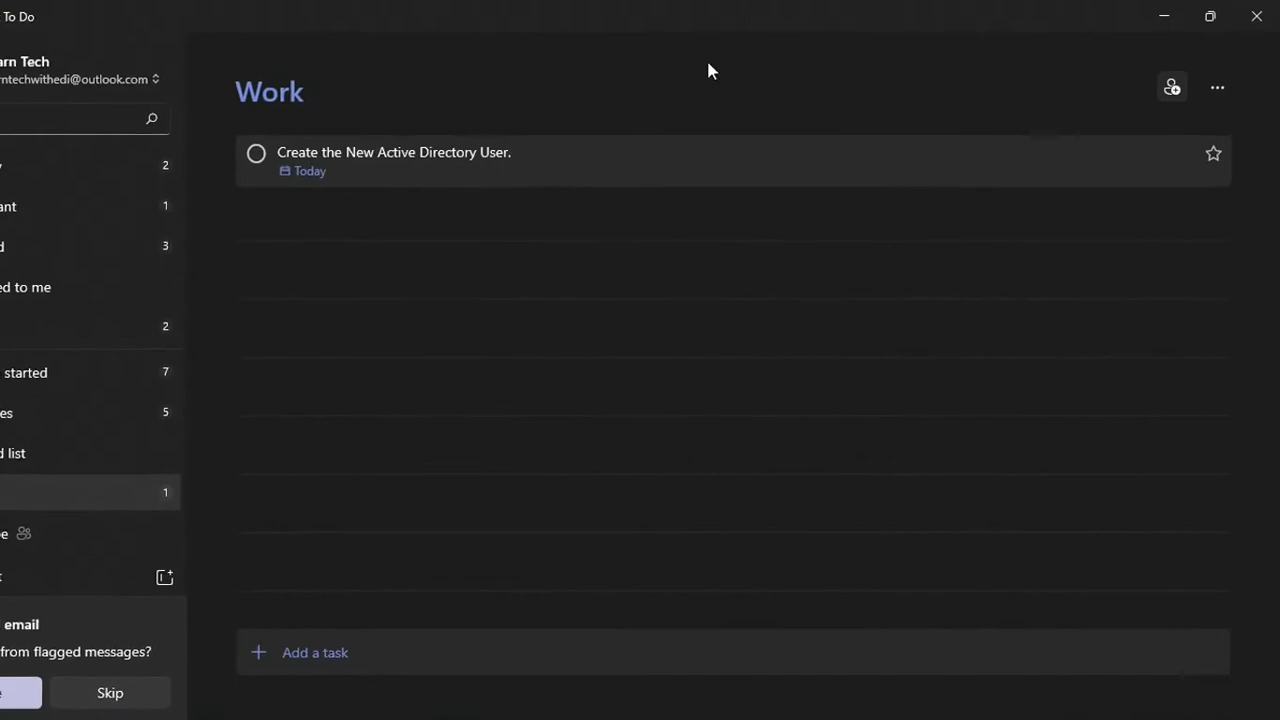 To Do
arn Tech
ntechwithedi@outlook.com
2
ant
1
d
3
ed to me
2
started
7
es
5
d list
1
e
t
email
from flagged messages?
e
Skip
Work
Create the New Active Directory User.
Today
Add a task